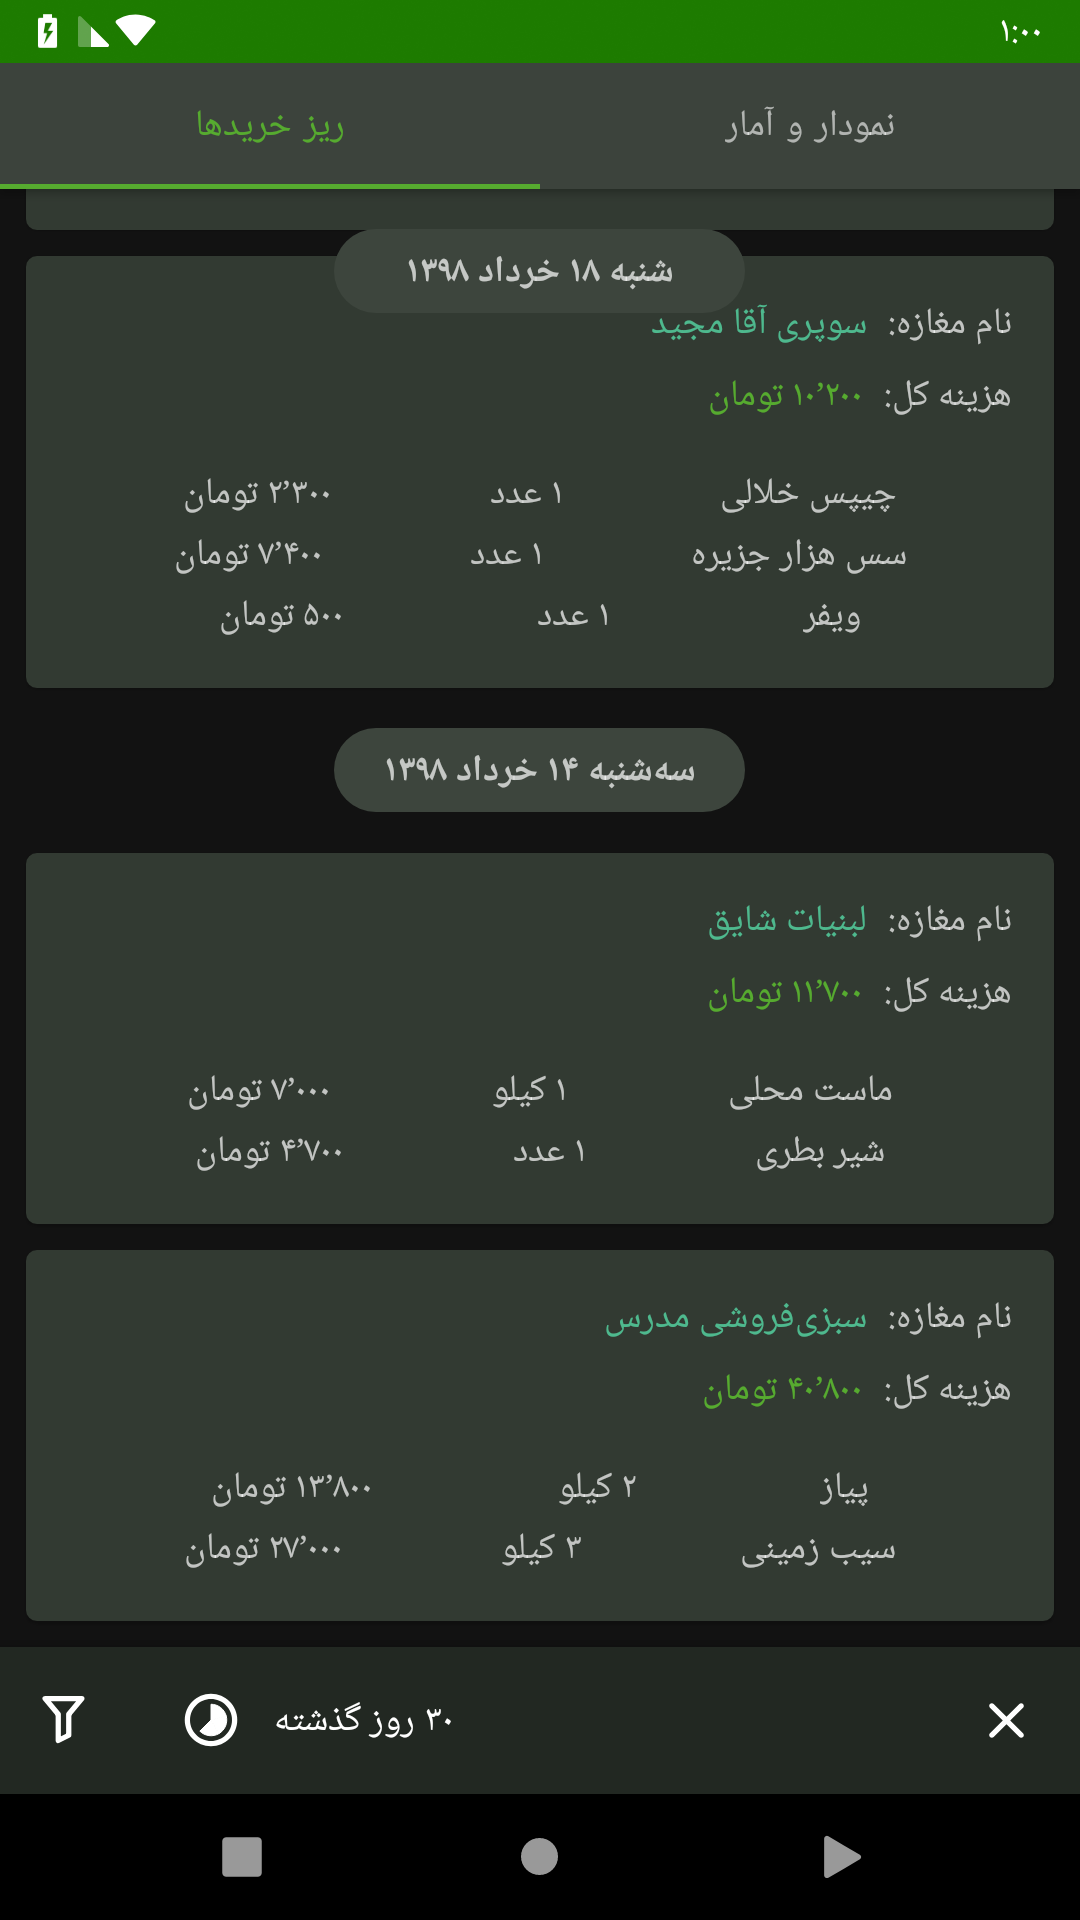 ۱:۰۰
نمودار و آمار
ریز خریدها
شنبه ۱۸ خرداد ۱۳۹۸
نام مغازه: سوپری آقا مجید
هزینه کل: ۱۰٬۲۰۰ تومان
چیپس خلالی ۱ عدد ۲٬۳۰۰ تومان
سس هزار جزیره ۱ عدد ۷٬۴۰۰ تومان
ویفر ۱ عدد ۵۰۰ تومان
سه‌شنبه ۱۴ خرداد ۱۳۹۸
نام مغازه: لبنیات شایق
هزینه کل: ۱۱٬۷۰۰ تومان
ماست محلی ۱ کیلو ۷٬۰۰۰ تومان
شیر بطری ۱ عدد ۴٬۷۰۰ تومان
نام مغازه: سبزی‌فروشی مدرس
هزینه کل: ۴۰٬۸۰۰ تومان
پیاز ۲ کیلو ۱۳٬۸۰۰ تومان
سیب زمینی ۳ کیلو ۲۷٬۰۰۰ تومان
۳۰ روز گذشته